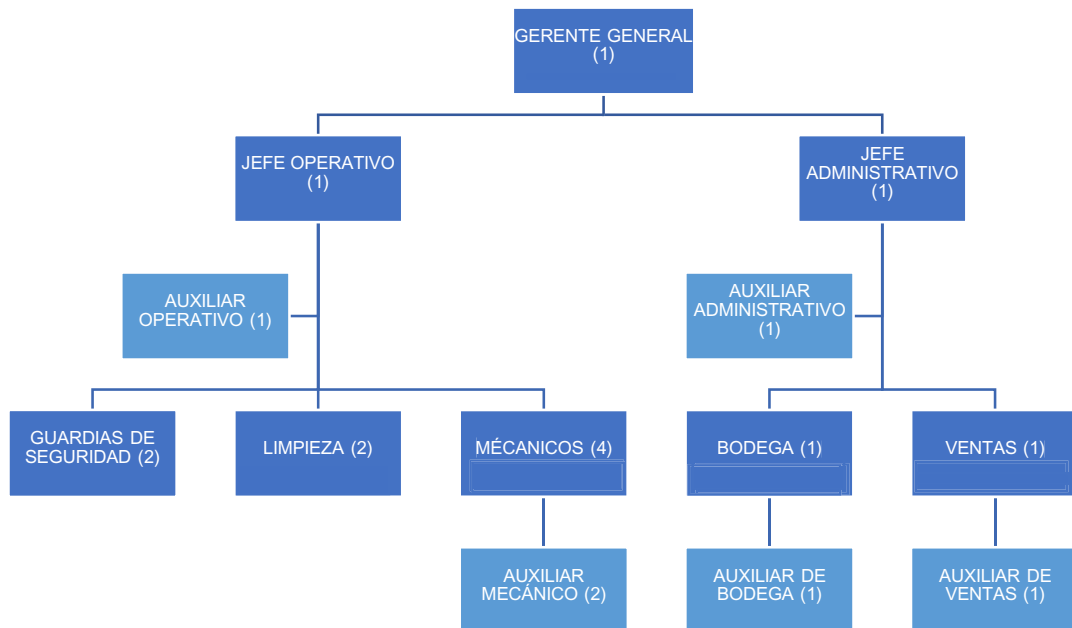 GERENTE GENERAL
(1)
JEFE OPERATIVO
(1)
JEFE
ADMINISTRATIVO
(1)
AUXILIAR
OPERATIVO (1)
AUXILIAR
ADMINISTRATIVO
(1)
GUARDIAS DE
SEGURIDAD (2)
LIMPIEZA (2)
MÉCANICOS (4)
BODEGA (1)
VENTAS (1)
AUXILIAR
MECÁNICO (2)
AUXILIAR DE
BODEGA (1)
AUXILIAR DE
VENTAS (1)